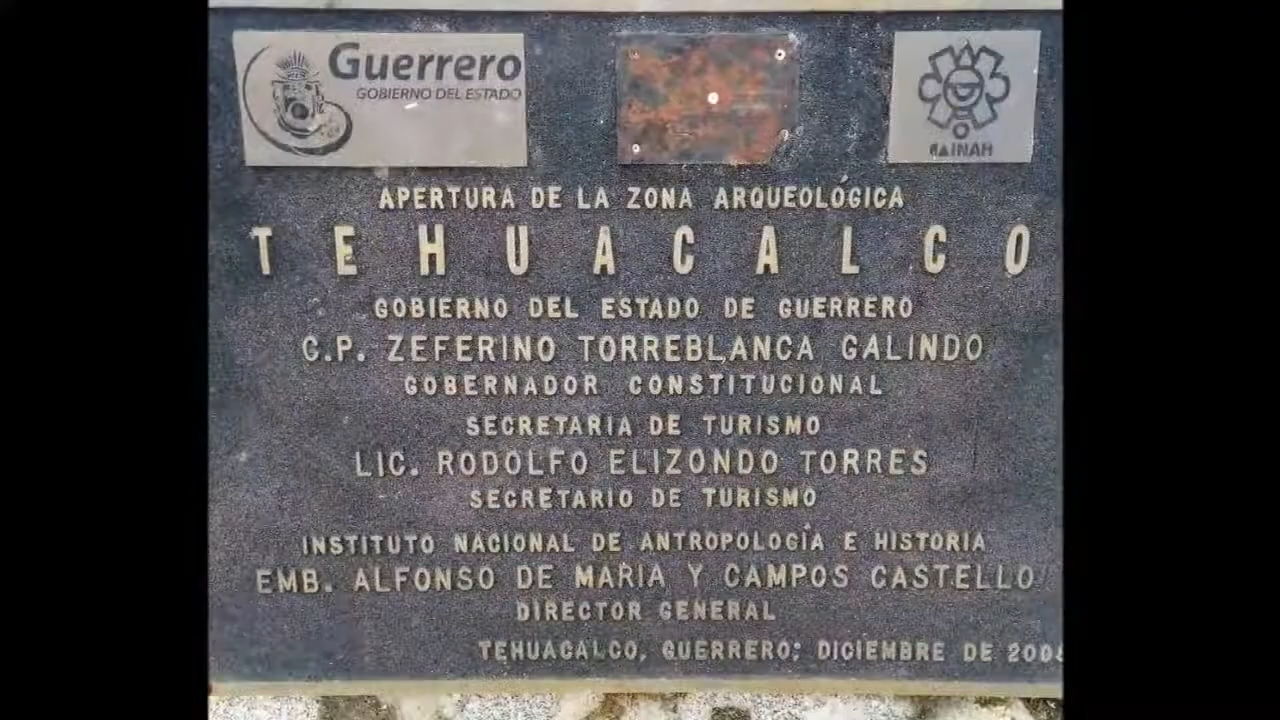 Guerrero
GOBIERNO DEL ESTADO
INAH
APERTURA DE LA ZONA ARQUEOLÓGICA
TEHUACALCO
GOBIERNO DEL ESTADO DE GUERRERO
C.P. ZEFERINO TORREBLANCA GALINDO
GOBERNADOR CONSTITUCIONAL
SECRETARIA DE TURISMO
LIC. RODOLFO ELIZONDO TORRES
SECRETARIO DE TURISMO
INSTITUTO NACIONAL DE ANTROPOLOGÍA E HISTORIA
EMB. ALFONSO DE MARIA Y CAMPOS CASTELLO
DIRECTOR GENERAL
TEHUACALCO, GUERRERO; DICIEMBRE DE